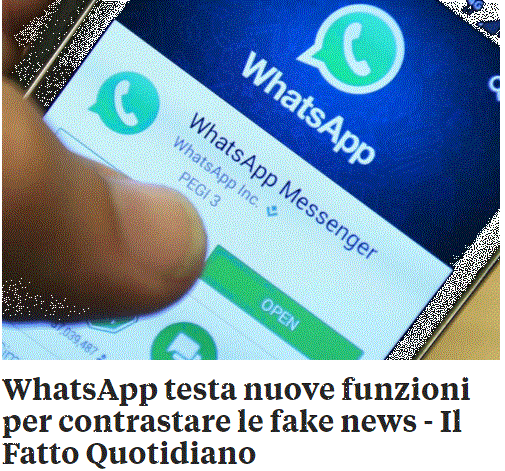 WhatsApp
WhatsApp Messenger
WhatsApp Inc.
PEGI 3
OPEN
WhatsApp testa nuove funzioni
per contrastare le fake news - Il
Fatto Quotidiano